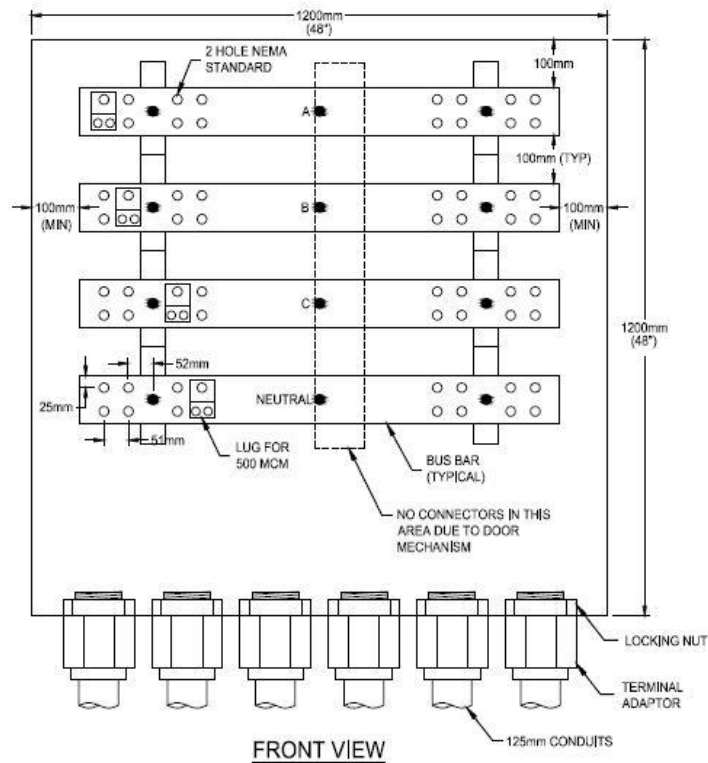 1200mm
(48")
2 HOLE NEMA
STANDARD
100mm
A
100mm (TYP)
100mm
(MIN)
B
100mm
(MIN)
C
1200mm
(48")
52mm
25mm
NEUTRAL
51mm
LUG FOR
500 MCM
BUS BAR
(TYPICAL)
NO CONNECTORS IN THIS
AREA DUE TO DOOR
MECHANISM
LOCKING NUT
TERMINAL
ADAPTOR
125mm CONDUITS
FRONT VIEW